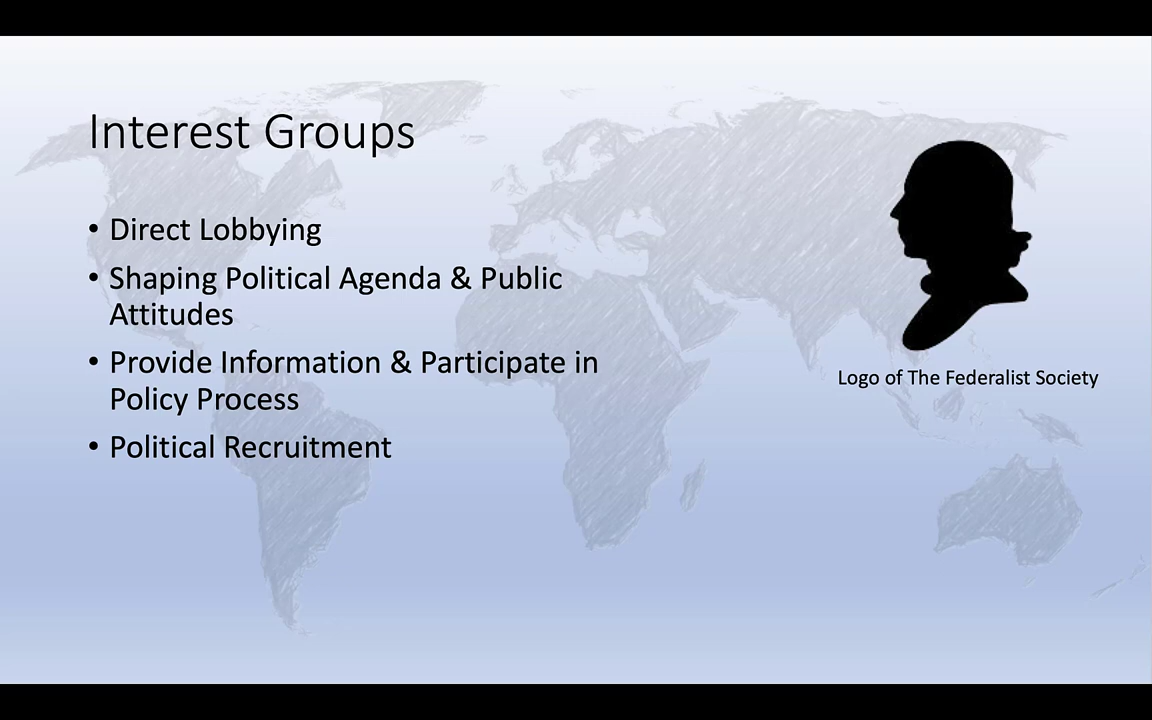 Interest Groups
• Direct Lobbying
• Shaping Political Agenda & Public
Attitudes
• Provide Information & Participate in
Policy Process
• Political Recruitment
Logo of The Federalist Society